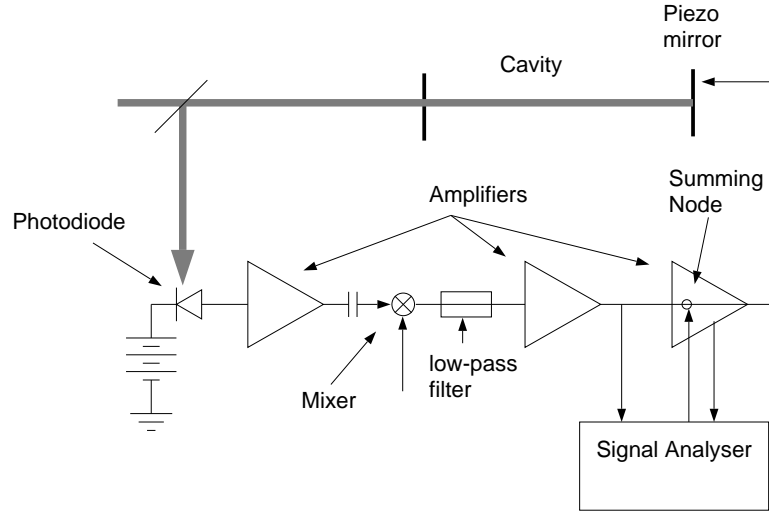 Piezo
mirror
Cavity
Amplifiers
Summing
Node
Photodiode
low-pass
filter
Mixer
Signal Analyser